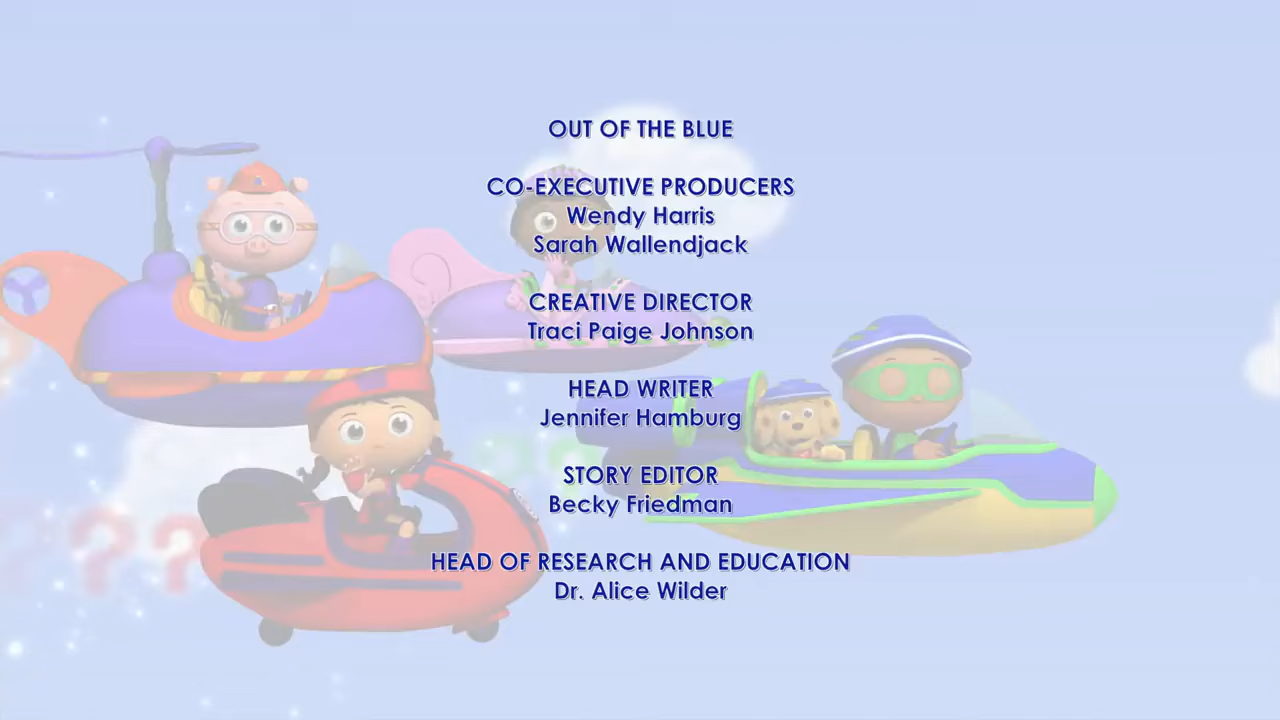 OUT OF THE BLUE
CO-EXECUTIVE PRODUCERS
Wendy Harris
Sarah Wallendjack
CREATIVE DIRECTOR
Traci Paige Johnson
HEAD WRITER
Jennifer Hamburg
STORY EDITOR
Becky Friedman
HEAD OF RESEARCH AND EDUCATION
Dr. Alice Wilder